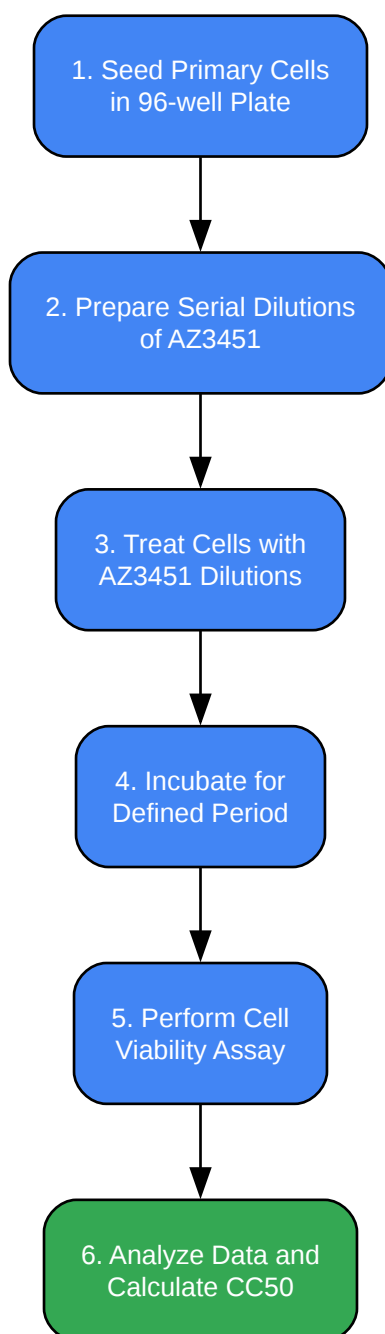 1. Seed Primary Cells
in 96-well Plate
2. Prepare Serial Dilutions
of AZ3451
3. Treat Cells with
AZ3451 Dilutions
4. Incubate for
Defined Period
5. Perform Cell
Viability Assay
6. Analyze Data and
Calculate CC50